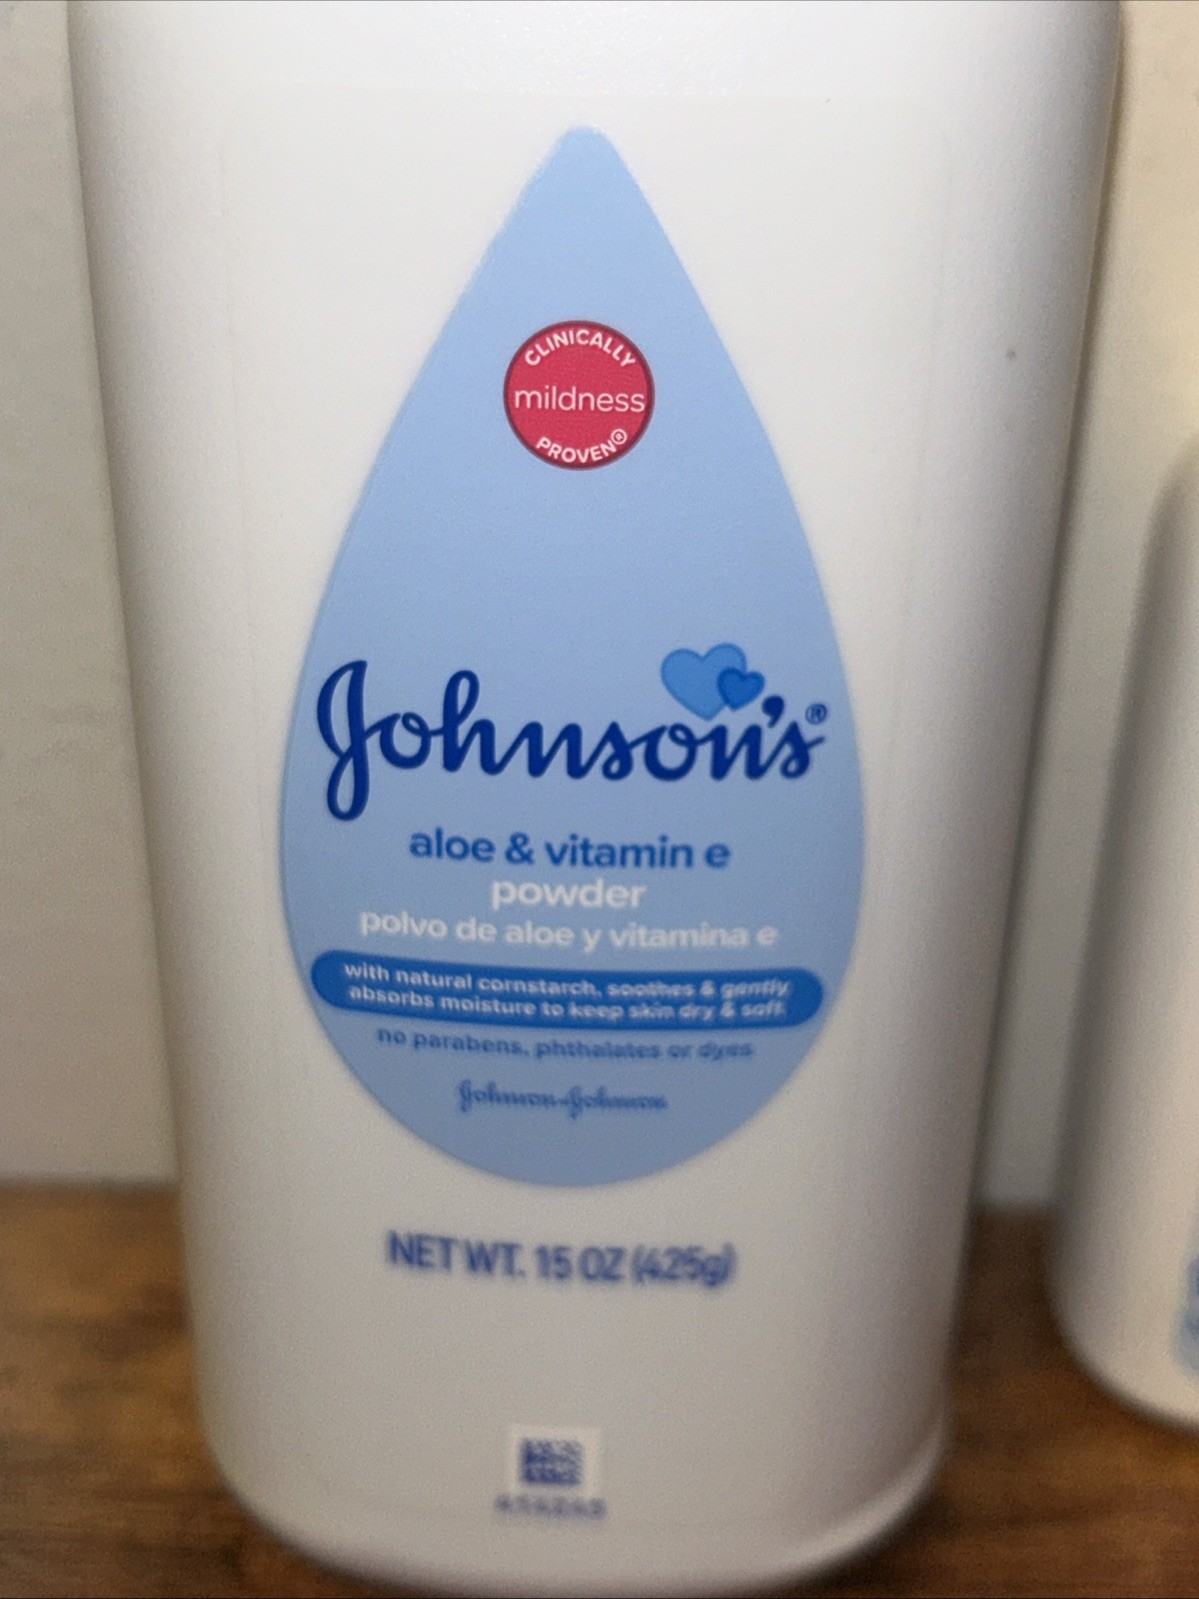 CLINICALLY
mildness
PROVEN®
Johnson's®
aloe & vitamin e
powder
polvo de aloe y vitamina e
with natural cornstarch, soothes & gently
absorbs moisture to keep skin dry & soft
no parabens, phthalates or dyes
Johnson & Johnson
NET WT. 15 OZ (425g)